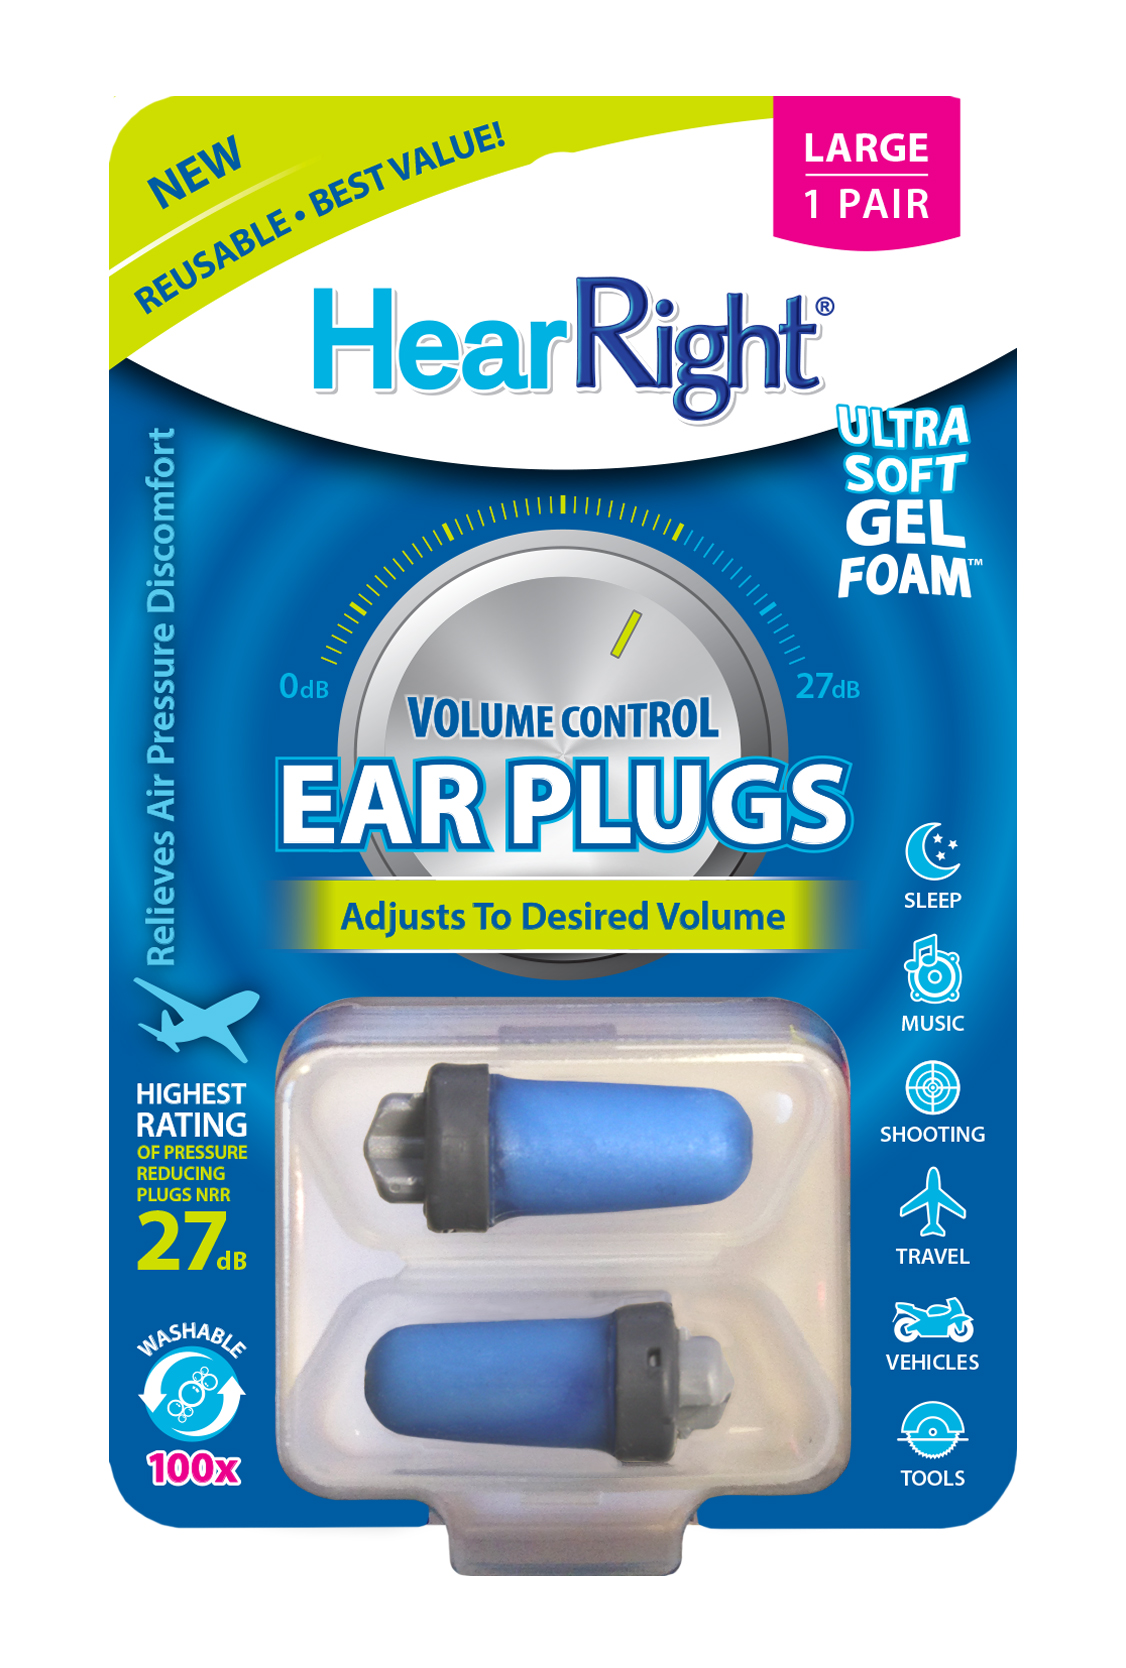 NEW
REUSABLE • BEST VALUE!
LARGE
1 PAIR
HearRight®
ULTRA
SOFT
GEL
FOAM™
Relieves Air Pressure Discomfort
0dB
27dB
VOLUME CONTROL
EAR PLUGS
Adjusts To Desired Volume
HIGHEST
RATING
OF PRESSURE
REDUCING
PLUGS NRR
27dB
WASHABLE
100x
SLEEP
MUSIC
SHOOTING
TRAVEL
VEHICLES
TOOLS